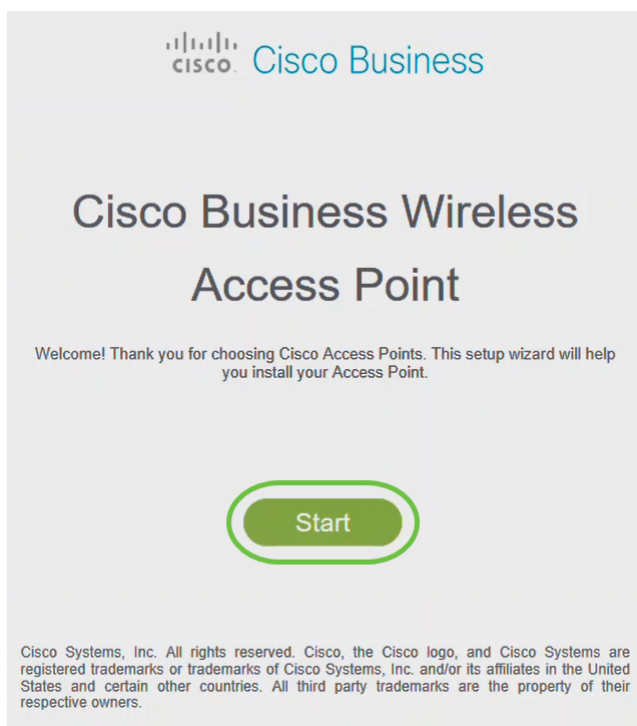 CISCO. Cisco Business
Cisco Business Wireless
Access Point
Welcome! Thank you for choosing Cisco Access Points. This setup wizard will help
you install your Access Point.
Start
Cisco Systems, Inc. All rights reserved. Cisco, the Cisco logo, and Cisco Systems are
registered trademarks or trademarks of Cisco Systems, Inc. and/or its affiliates in the United
States and certain other countries. All third party trademarks are the property of their
respective owners.